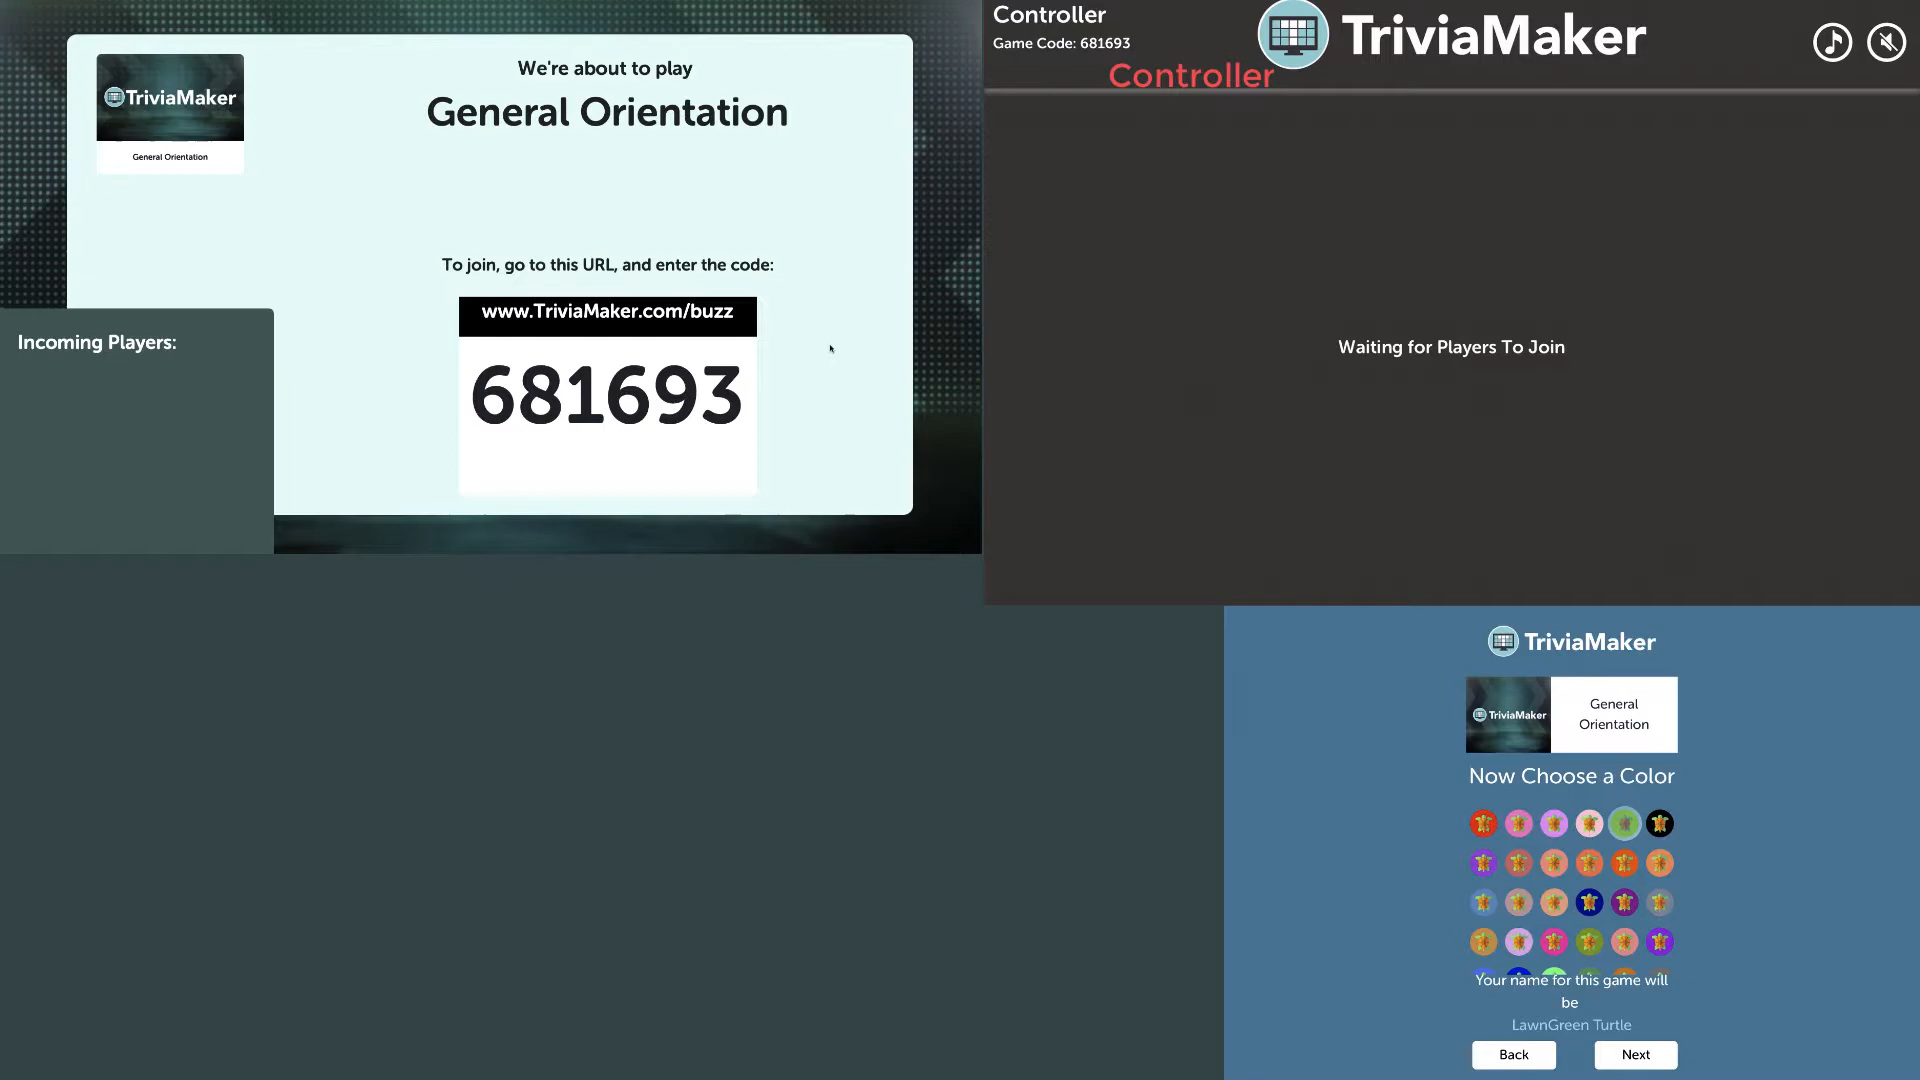 TriviaMaker
General Orientation
We're about to play
General Orientation
To join, go to this URL, and enter the code:
www.TriviaMaker.com/buzz
681693
Incoming Players:
Controller
Game Code: 681693
Controller
TriviaMaker
Waiting for Players To Join
TriviaMaker
TriviaMaker
General
Orientation
Now Choose a Color
Your name for this game will
be
LawnGreen Turtle
Back
Next